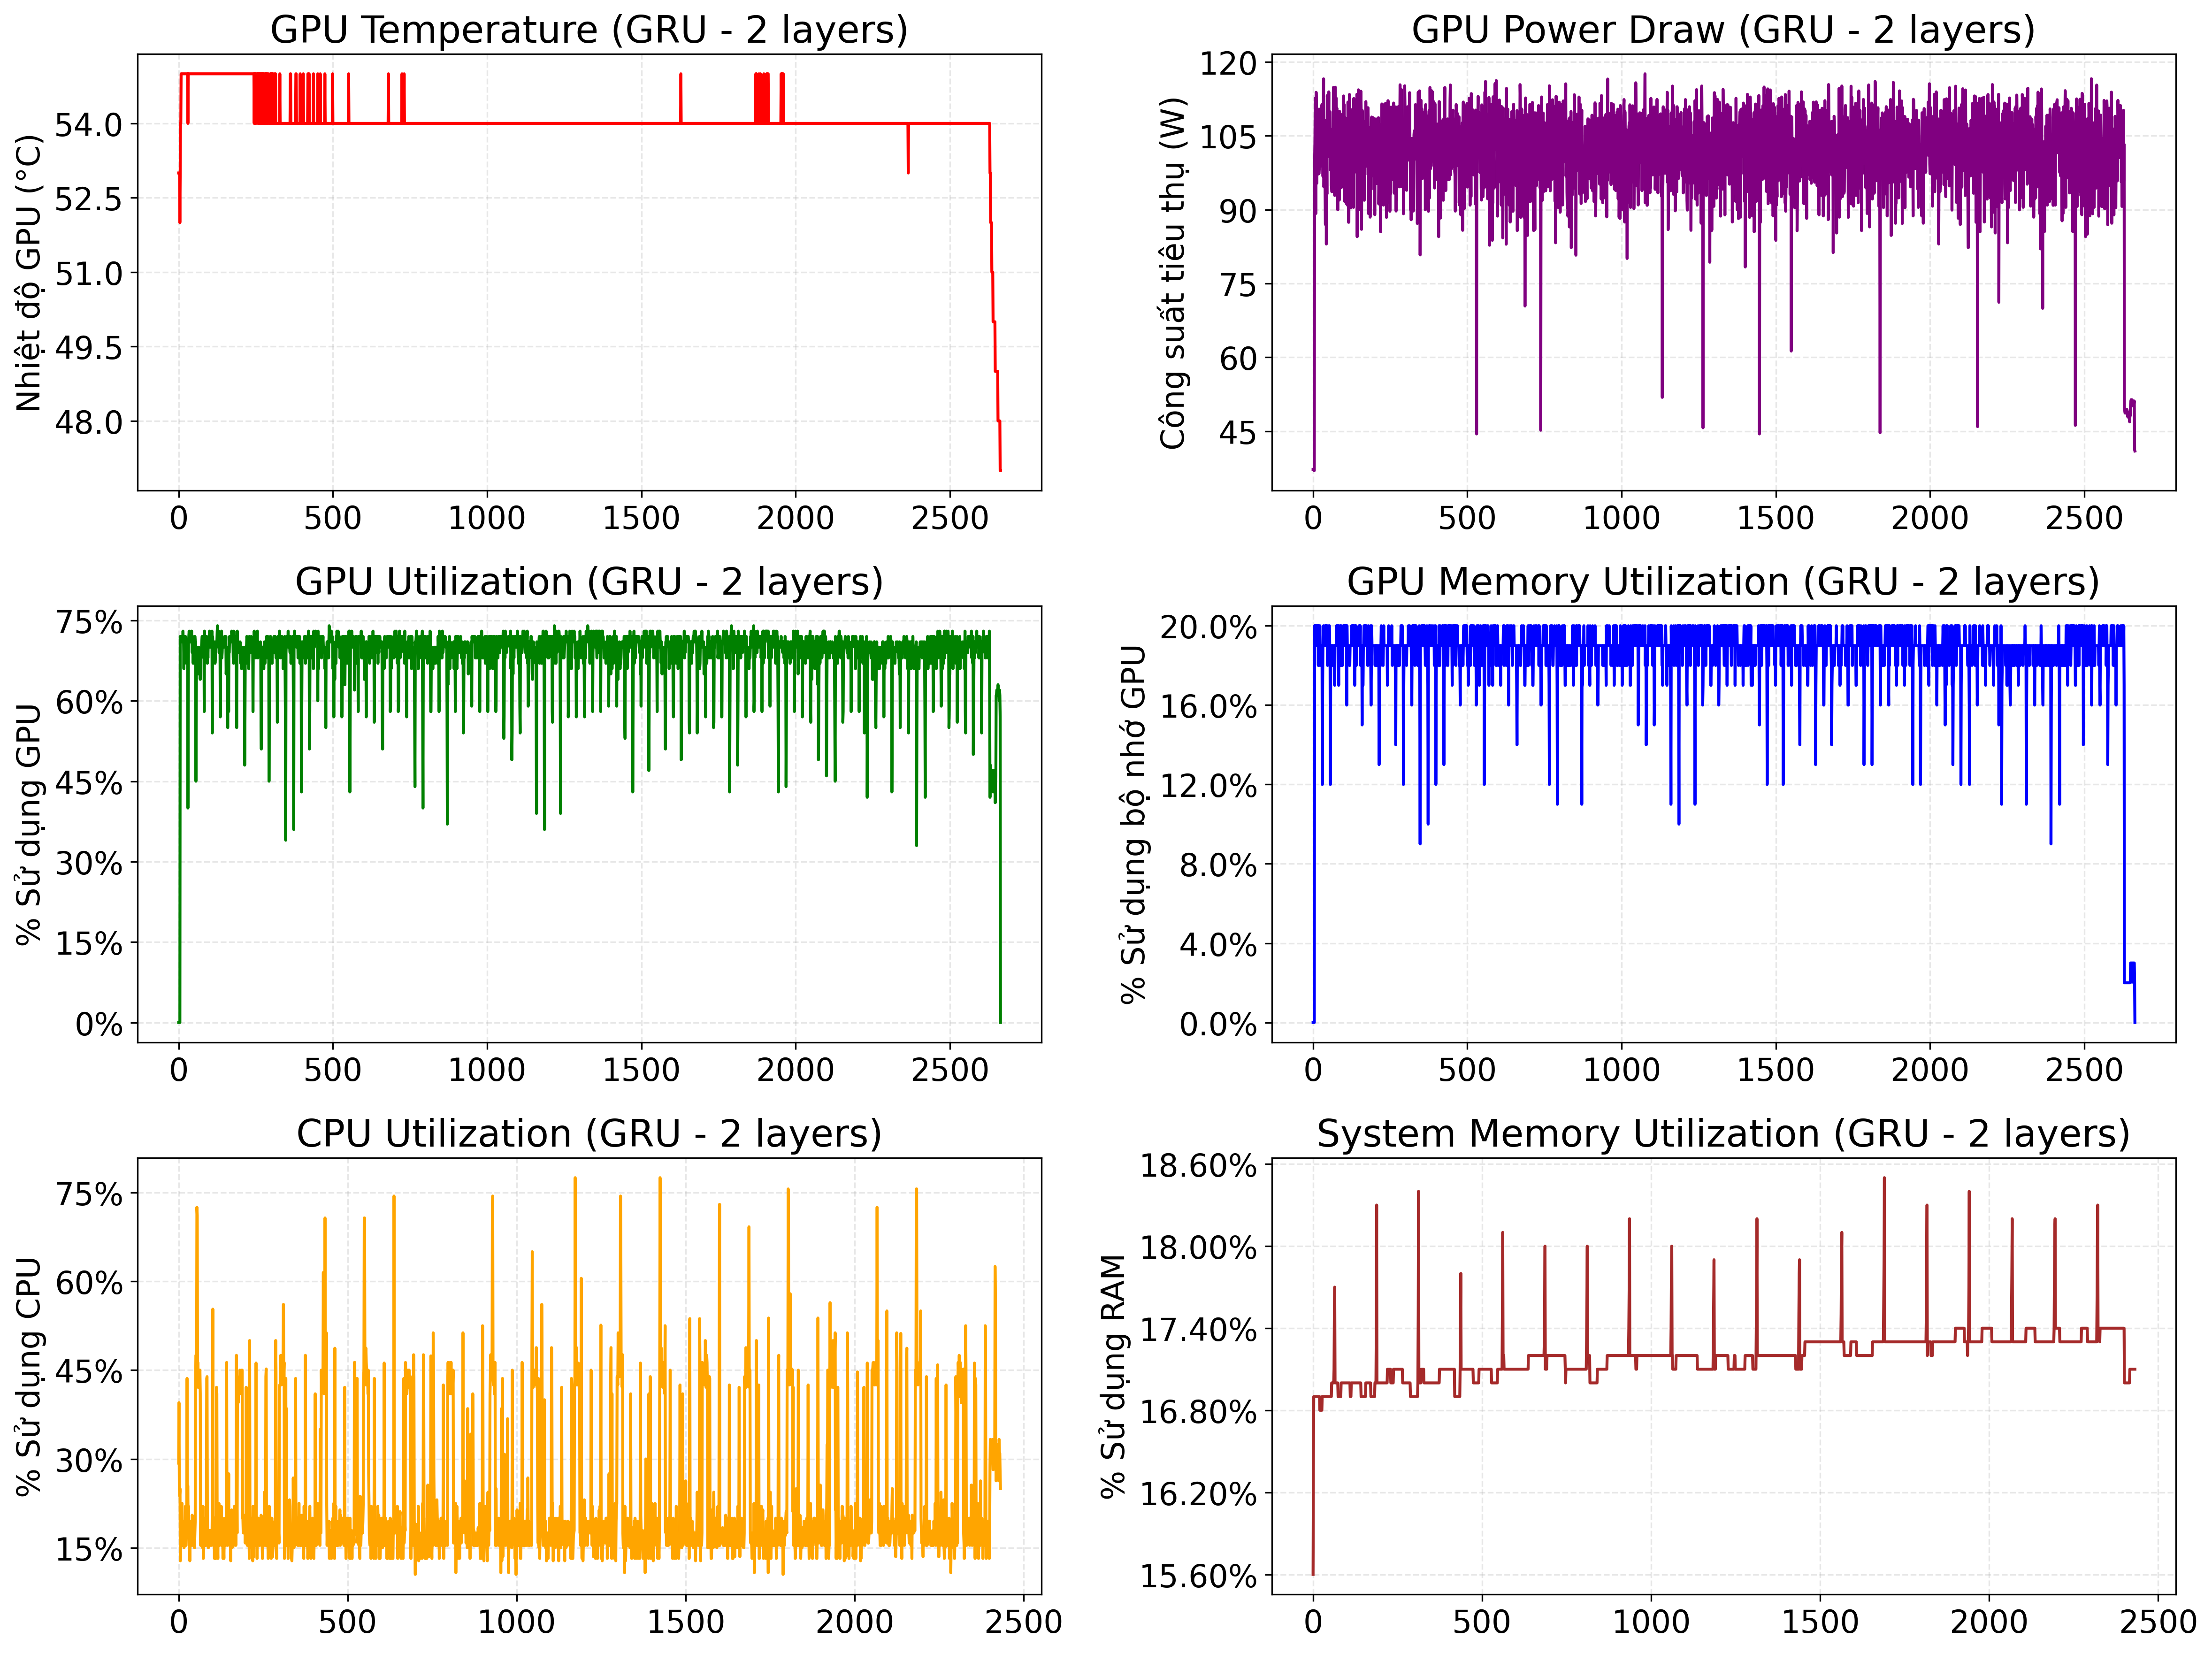 GPU Temperature (GRU - 2 layers)
Nhiệt độ GPU (°C)
54.0
52.5
51.0
49.5
48.0
0 500 1000 1500 2000 2500
GPU Power Draw (GRU - 2 layers)
Công suất tiêu thụ (W)
120
105
90
75
60
45
0 500 1000 1500 2000 2500
GPU Utilization (GRU - 2 layers)
% Sử dụng GPU
75%
60%
45%
30%
15%
0%
0 500 1000 1500 2000 2500
GPU Memory Utilization (GRU - 2 layers)
% Sử dụng bộ nhớ GPU
20.0%
16.0%
12.0%
8.0%
4.0%
0.0%
0 500 1000 1500 2000 2500
CPU Utilization (GRU - 2 layers)
% Sử dụng CPU
75%
60%
45%
30%
15%
0 500 1000 1500 2000 2500
System Memory Utilization (GRU - 2 layers)
% Sử dụng RAM
18.60%
18.00%
17.40%
16.80%
16.20%
15.60%
0 500 1000 1500 2000 2500